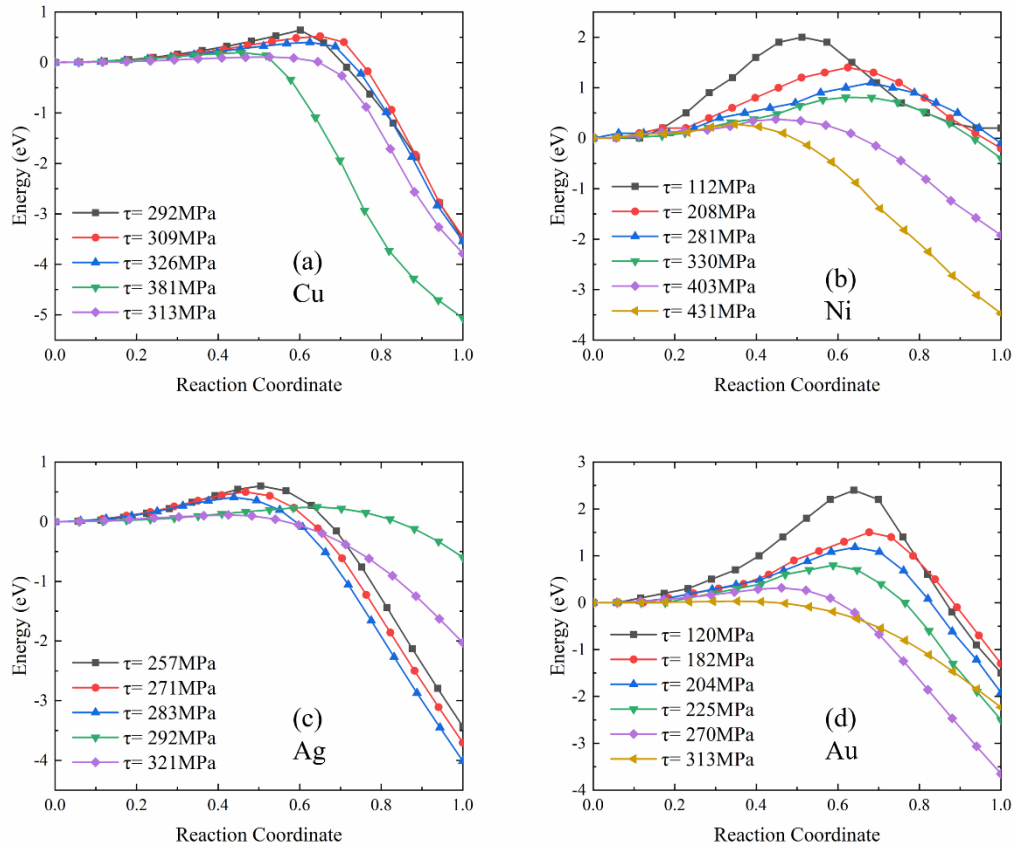 1
0
-1
-2
-3
-4
-5
Energy (eV)
τ= 292MPa
τ= 309MPa
τ= 326MPa
τ= 381MPa
τ= 313MPa
(a)
Cu
0.0 0.2 0.4 0.6 0.8 1.0
Reaction Coordinate
2
1
0
-1
-2
-3
-4
Energy (eV)
τ= 112MPa
τ= 208MPa
τ= 281MPa
τ= 330MPa
τ= 403MPa
τ= 431MPa
(b)
Ni
0.0 0.2 0.4 0.6 0.8 1.0
Reaction Coordinate
1
0
-1
-2
-3
-4
Energy (eV)
τ= 257MPa
τ= 271MPa
τ= 283MPa
τ= 292MPa
τ= 321MPa
(c)
Ag
0.0 0.2 0.4 0.6 0.8 1.0
Reaction Coordinate
3
2
1
0
-1
-2
-3
-4
Energy (eV)
τ= 120MPa
τ= 182MPa
τ= 204MPa
τ= 225MPa
τ= 270MPa
τ= 313MPa
(d)
Au
0.0 0.2 0.4 0.6 0.8 1.0
Reaction Coordinate